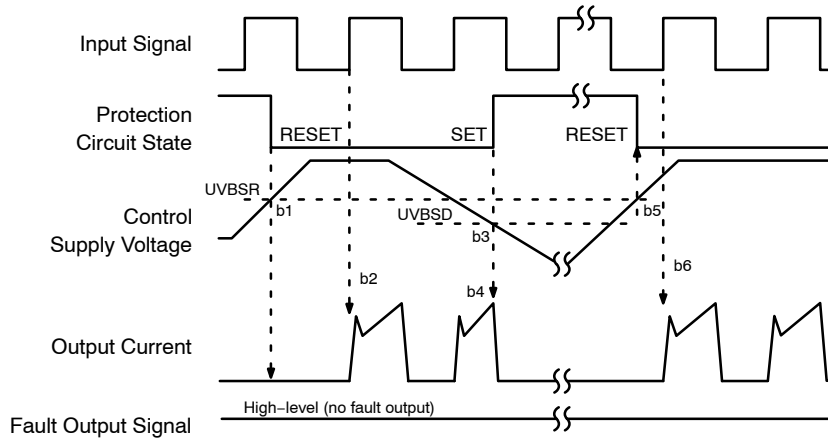 Input Signal
Protection
Circuit State
RESET
SET
RESET
UVBSR
b1
UVBSD
b3
b5
Control
Supply Voltage
b2
b4
b6
Output Current
High-level (no fault output)
Fault Output Signal